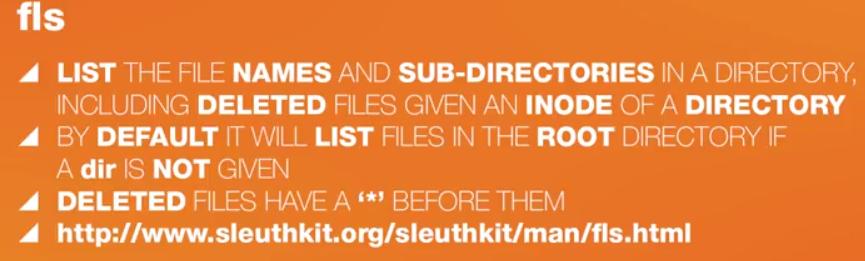 fls
LIST THE FILE NAMES AND SUB-DIRECTORIES IN A DIRECTORY,
INCLUDING DELETED FILES GIVEN AN INODE OF A DIRECTORY
BY DEFAULT IT WILL LIST FILES IN THE ROOT DIRECTORY IF
A dir IS NOT GIVEN
DELETED FILES HAVE A ‘*’ BEFORE THEM
http://www.sleuthkit.org/sleuthkit/man/fls.html